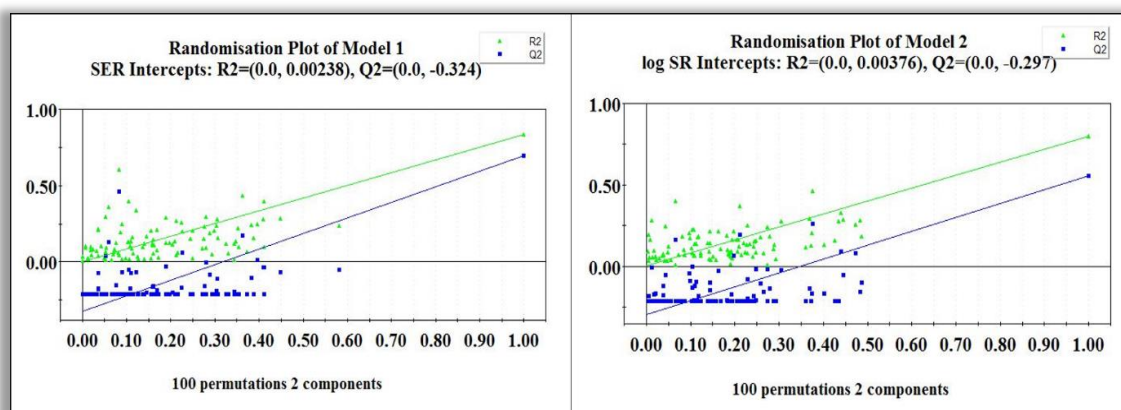 Randomisation Plot of Model 1
SER Intercepts: R2=(0.0, 0.00238), Q2=(0.0, -0.324)
R2
Q2
1.00
0.50
0.00
0.00 0.10 0.20 0.30 0.40 0.50 0.60 0.70 0.80 0.90 1.00
100 permutations 2 components
Randomisation Plot of Model 2
log SR Intercepts: R2=(0.0, 0.00376), Q2=(0.0, -0.297)
R2
Q2
1.00
0.50
0.00
0.00 0.10 0.20 0.30 0.40 0.50 0.60 0.70 0.80 0.90 1.00
100 permutations 2 components